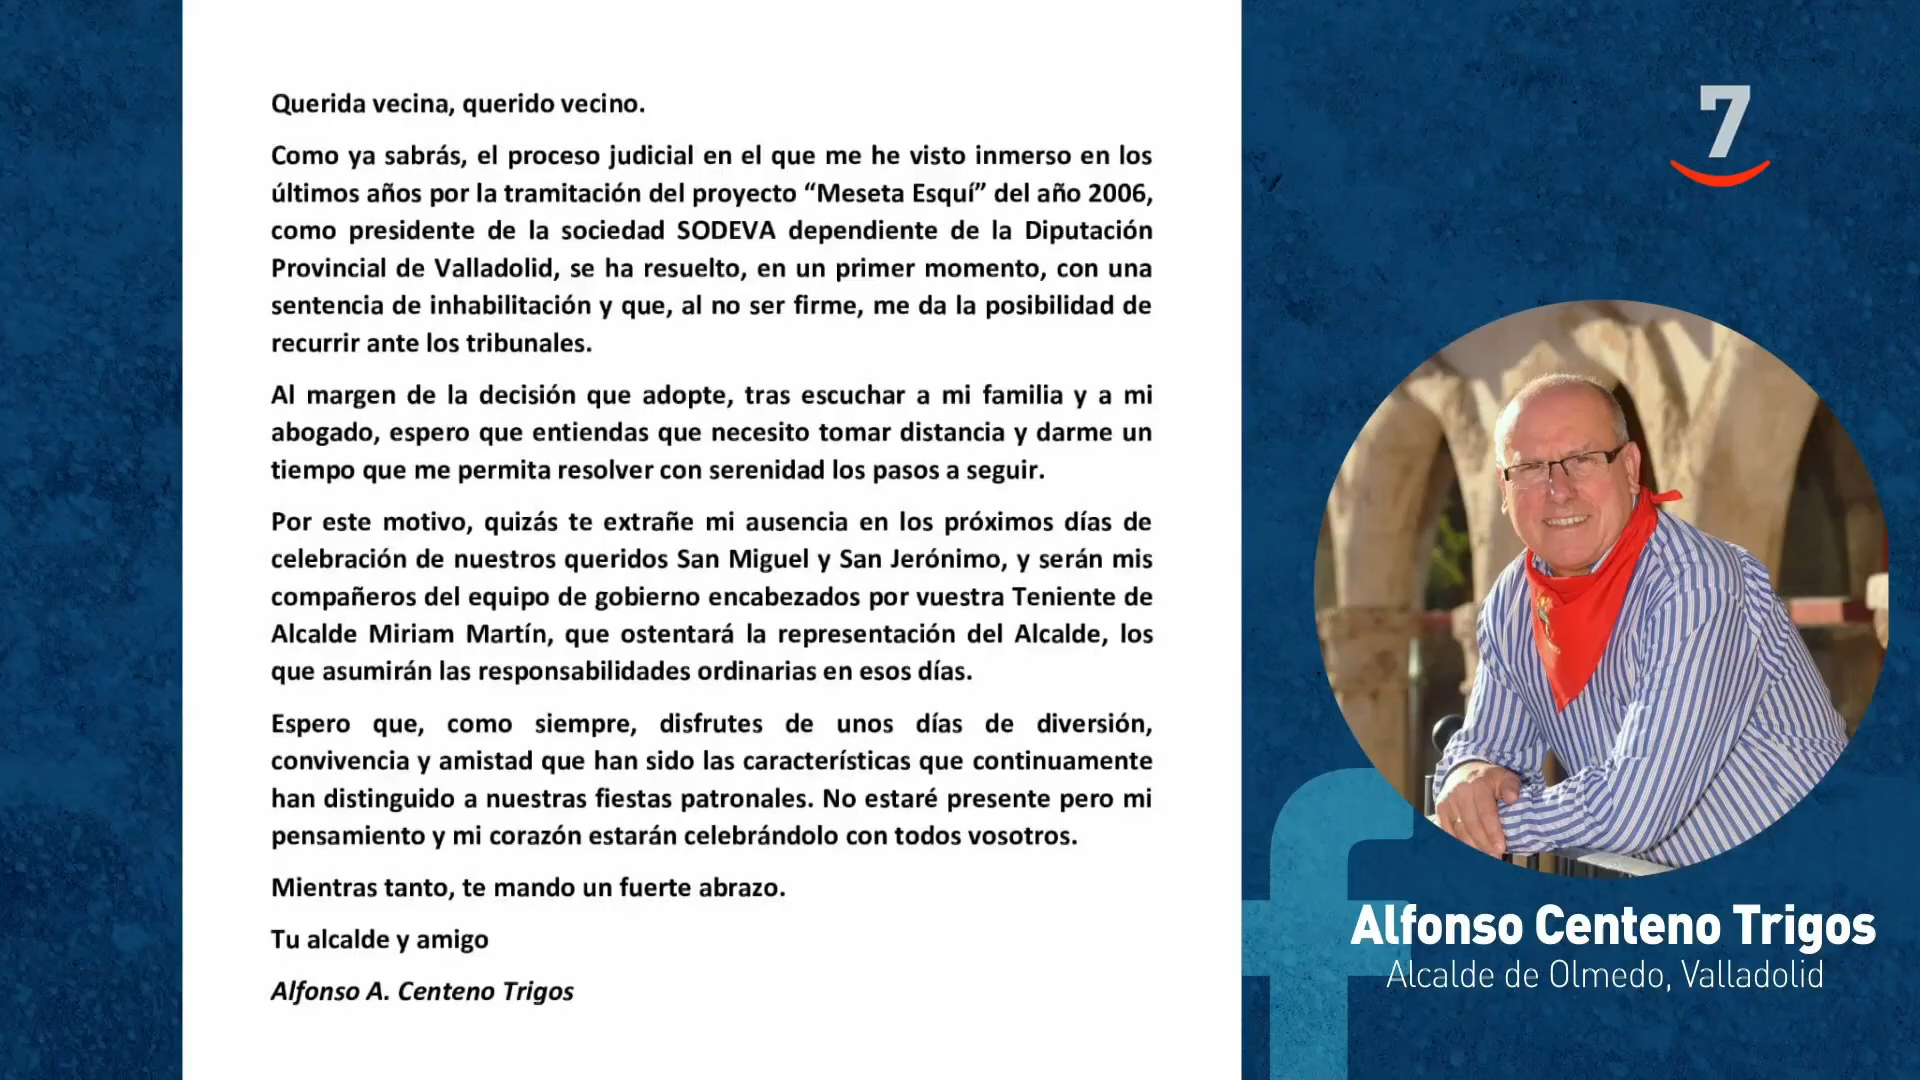 Querida vecina, querido vecino.
Como ya sabrás, el proceso judicial en el que me he visto inmerso en los
últimos años por la tramitación del proyecto “Meseta Esquí” del año 2006,
como presidente de la sociedad SODEVA dependiente de la Diputación
Provincial de Valladolid, se ha resuelto, en un primer momento, con una
sentencia de inhabilitación y que, al no ser firme, me da la posibilidad de
recurrir ante los tribunales.
Al margen de la decisión que adopte, tras escuchar a mi familia y a mi
abogado, espero que entiendas que necesito tomar distancia y darme un
tiempo que me permita resolver con serenidad los pasos a seguir.
Por este motivo, quizás te extrañe mi ausencia en los próximos días de
celebración de nuestros queridos San Miguel y San Jerónimo, y serán mis
compañeros del equipo de gobierno encabezados por vuestra Teniente de
Alcalde Miriam Martín, que ostentará la representación del Alcalde, los
que asumirán las responsabilidades ordinarias en esos días.
Espero que, como siempre, disfrutes de unos días de diversión,
convivencia y amistad que han sido las características que continuamente
han distinguido a nuestras fiestas patronales. No estaré presente pero mi
pensamiento y mi corazón estarán celebrándolo con todos vosotros.
Mientras tanto, te mando un fuerte abrazo.
Tu alcalde y amigo
Alfonso A. Centeno Trigos
7
f
Alfonso Centeno Trigos
Alcalde de Olmedo, Valladolid